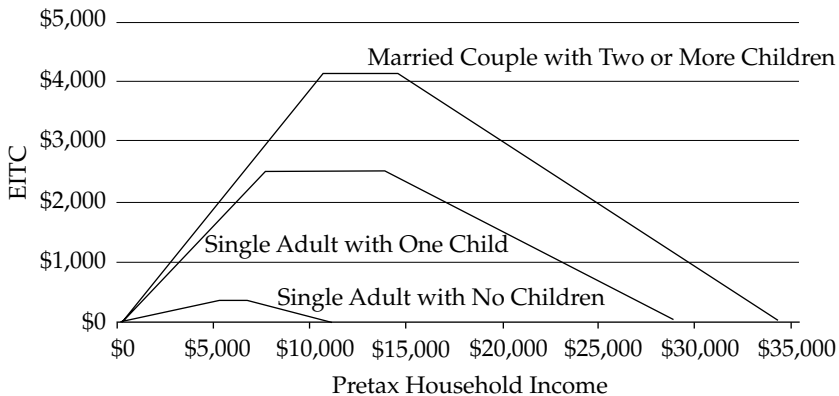 $5,000
Married Couple with Two or More Children
$4,000
$3,000
EITC
$2,000
Single Adult with One Child
$1,000
Single Adult with No Children
$0
$0 $5,000 $10,000 $15,000 $20,000 $25,000 $30,000 $35,000
Pretax Household Income